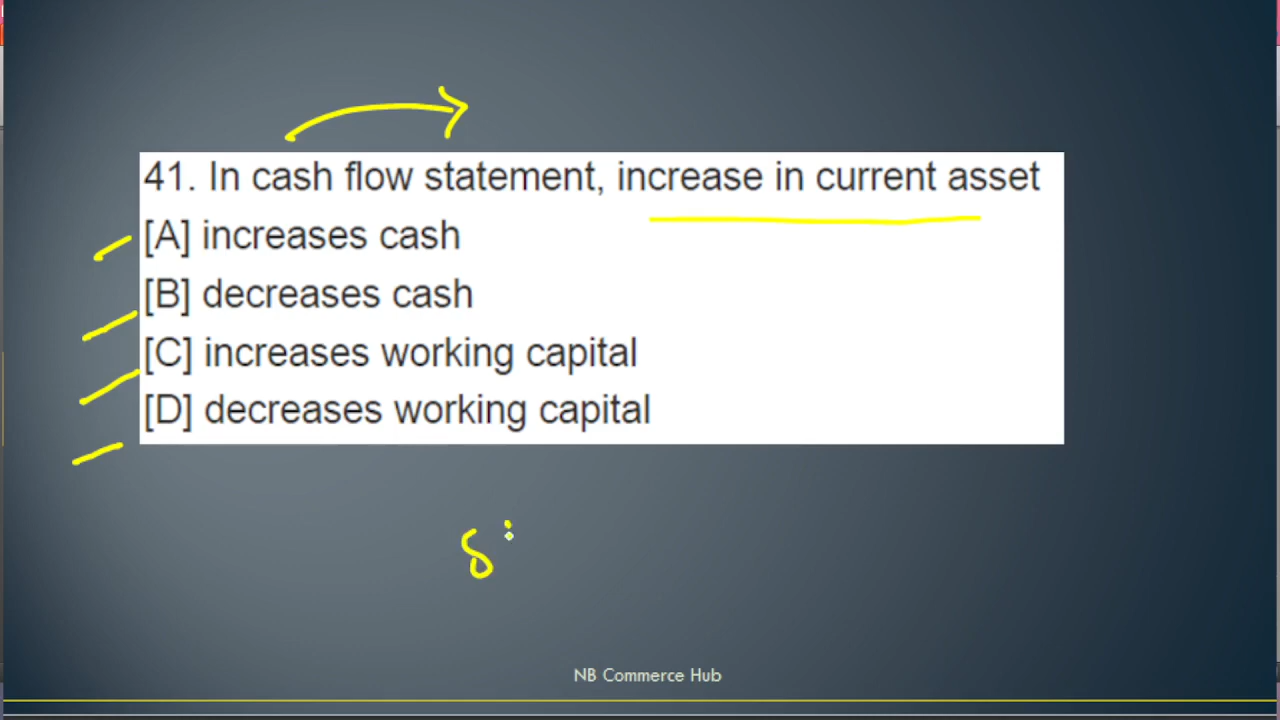 41. In cash flow statement, increase in current asset
[A] increases cash
[B] decreases cash
[C] increases working capital
[D] decreases working capital
NB Commerce Hub